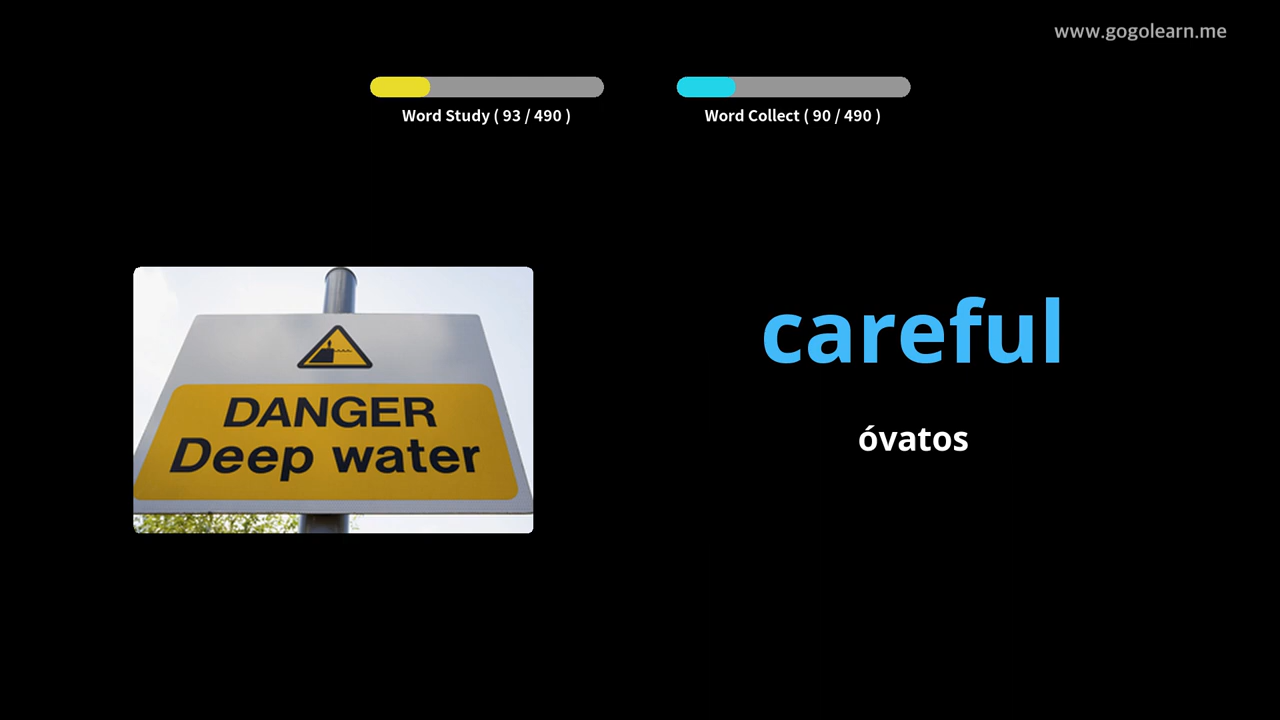 www.gogolearn.me
Word Study ( 93 / 490 )
Word Collect ( 90 / 490 )
DANGER
Deep water
careful
óvatos